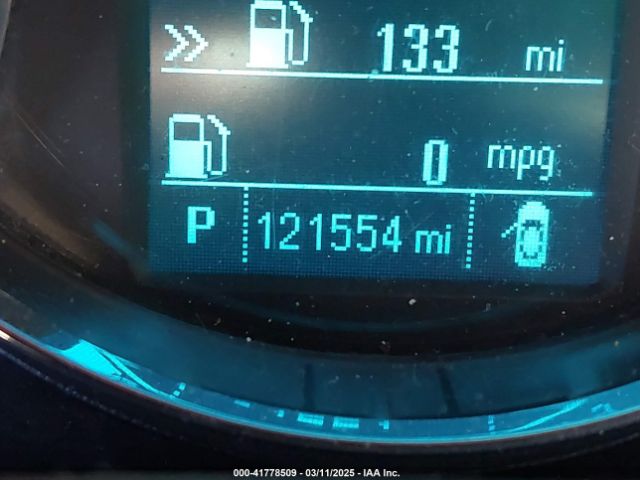 133 mi
0 mpg
P 121554 mi
000-41778509 - 03/11/2025 - IAA Inc.